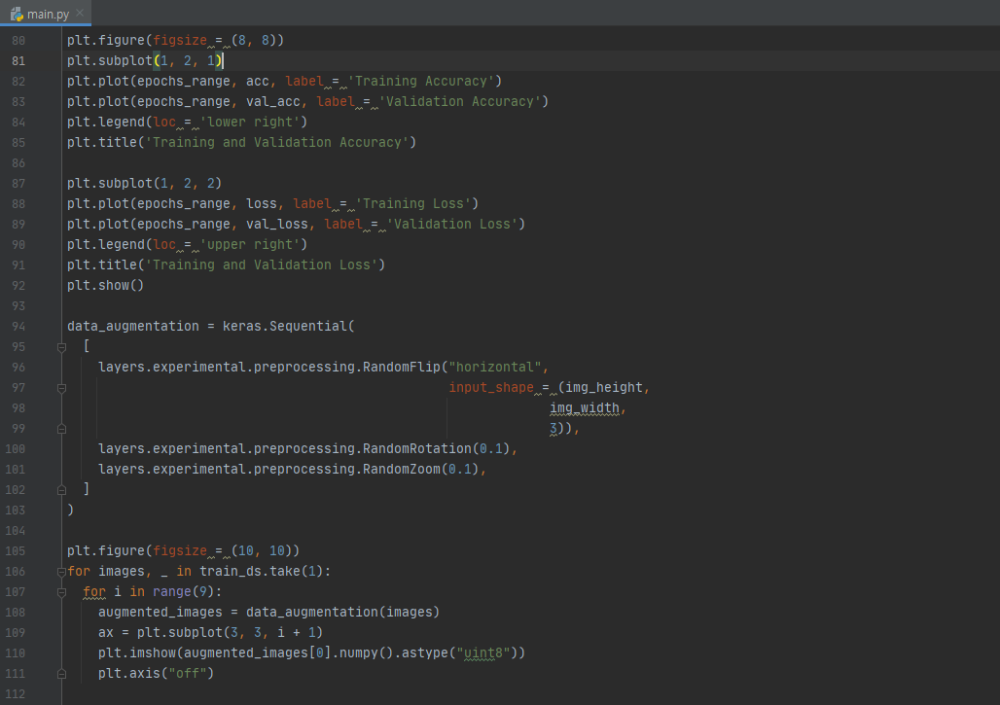 main.py
80 plt.figure(figsize = (8, 8))
81 plt.subplot(1, 2, 1)
82 plt.plot(epochs_range, acc, label = 'Training Accuracy')
83 plt.plot(epochs_range, val_acc, label = 'Validation Accuracy')
84 plt.legend(loc = 'lower right')
85 plt.title('Training and Validation Accuracy')
86
87 plt.subplot(1, 2, 2)
88 plt.plot(epochs_range, loss, label = 'Training Loss')
89 plt.plot(epochs_range, val_loss, label = 'Validation Loss')
90 plt.legend(loc = 'upper right')
91 plt.title('Training and Validation Loss')
92 plt.show()
93
94 data_augmentation = keras.Sequential(
95   [
96     layers.experimental.preprocessing.RandomFlip("horizontal",
97                                                  input_shape = (img_height,
98                                                               img_width,
99                                                               3)),
100     layers.experimental.preprocessing.RandomRotation(0.1),
101     layers.experimental.preprocessing.RandomZoom(0.1),
102   ]
103 )
104
105 plt.figure(figsize = (10, 10))
106 for images, _ in train_ds.take(1):
107   for i in range(9):
108     augmented_images = data_augmentation(images)
109     ax = plt.subplot(3, 3, i + 1)
110     plt.imshow(augmented_images[0].numpy().astype("uint8"))
111     plt.axis("off")
112